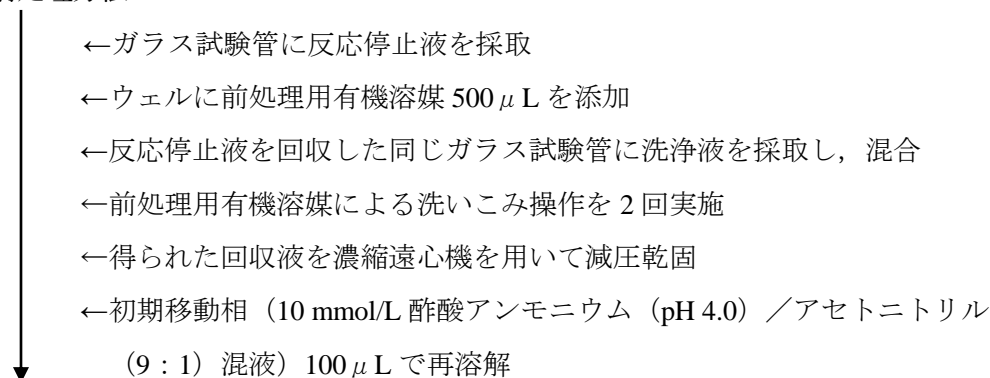 ←ガラス試験管に反応停止液を採取
←ウェルに前処理用有機溶媒 500μL を添加
←反応停止液を回収した同じガラス試験管に洗浄液を採取し，混合
←前処理用有機溶媒による洗いこみ操作を 2 回実施
←得られた回収液を濃縮遠心機を用いて減圧乾固
←初期移動相（10 mmol/L 酢酸アンモニウム（pH 4.0）／アセトニトリル
（9：1）混液）100μL で再溶解